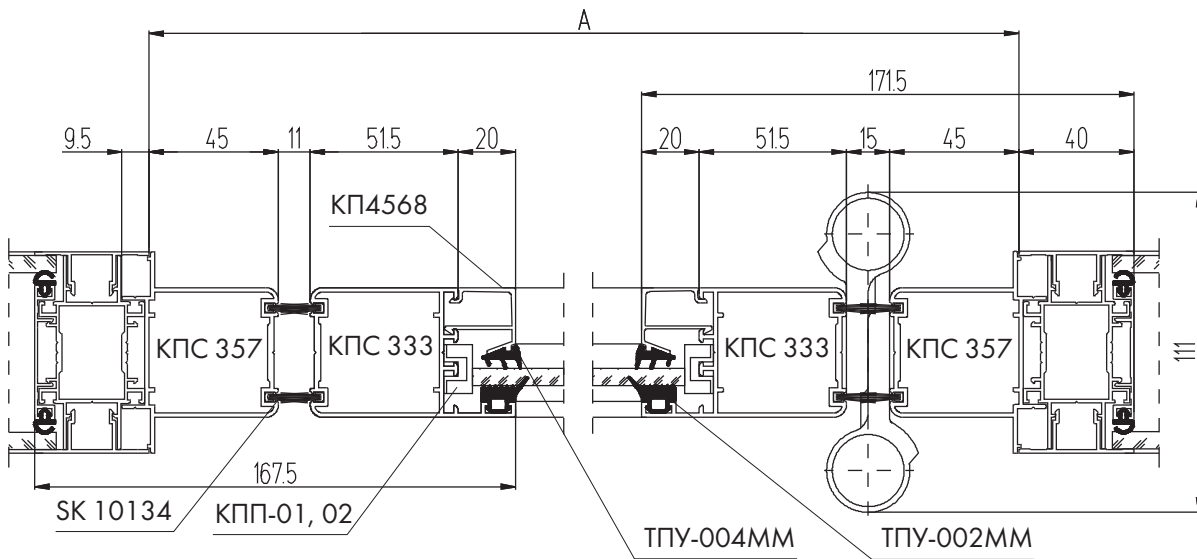 A
171.5
9.5
45
11
51.5
20
20
51.5
15
45
40
КП4568
КПС 357
КПС 333
КПС 333
КПС 357
111
167.5
SK 10134
КПП-01, 02
ТПУ-004ММ
ТПУ-002ММ